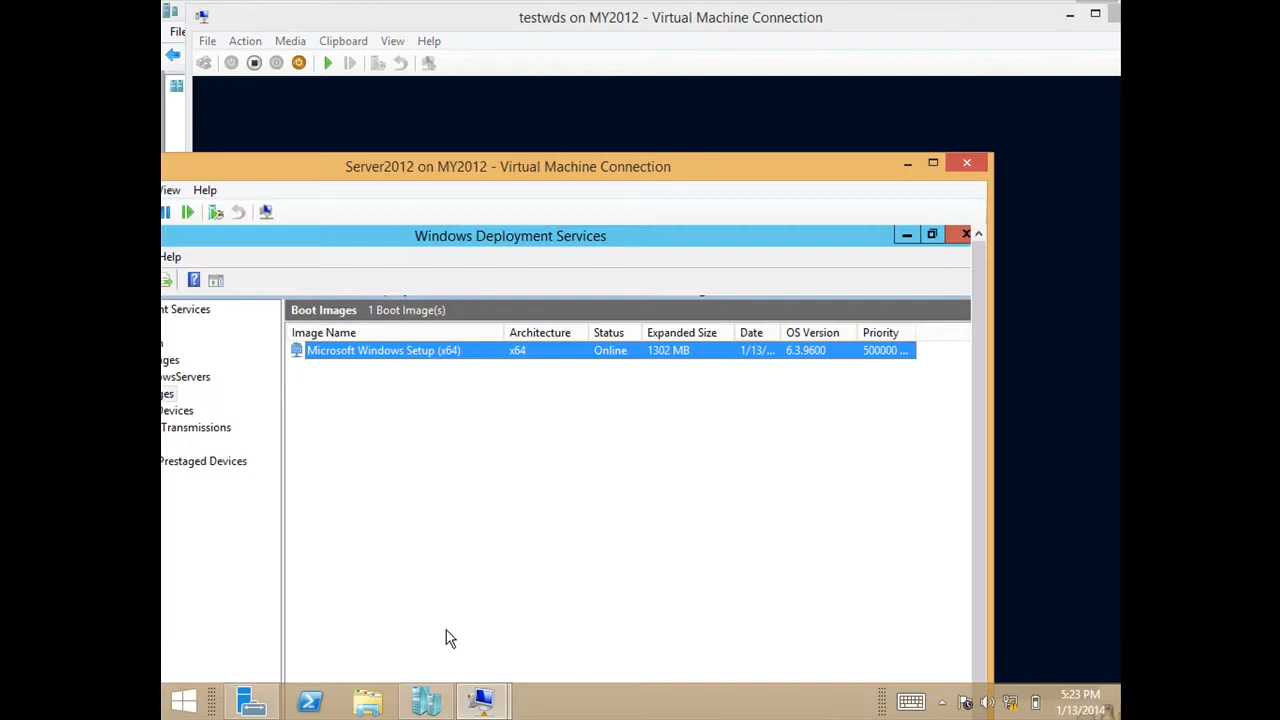 testwds on MY2012 - Virtual Machine Connection
File
File Action Media Clipboard View Help
Server2012 on MY2012 - Virtual Machine Connection
View Help
Windows Deployment Services
Help
nt Services
Boot Images 1 Boot Image(s)
Image Name Architecture Status Expanded Size Date OS Version Priority
Microsoft Windows Setup (x64) x64 Online 1302 MB 1/13/... 6.3.9600 500000 ...
ges
wsServers
ges
Devices
Transmissions
Prestaged Devices
5:23 PM
1/13/2014